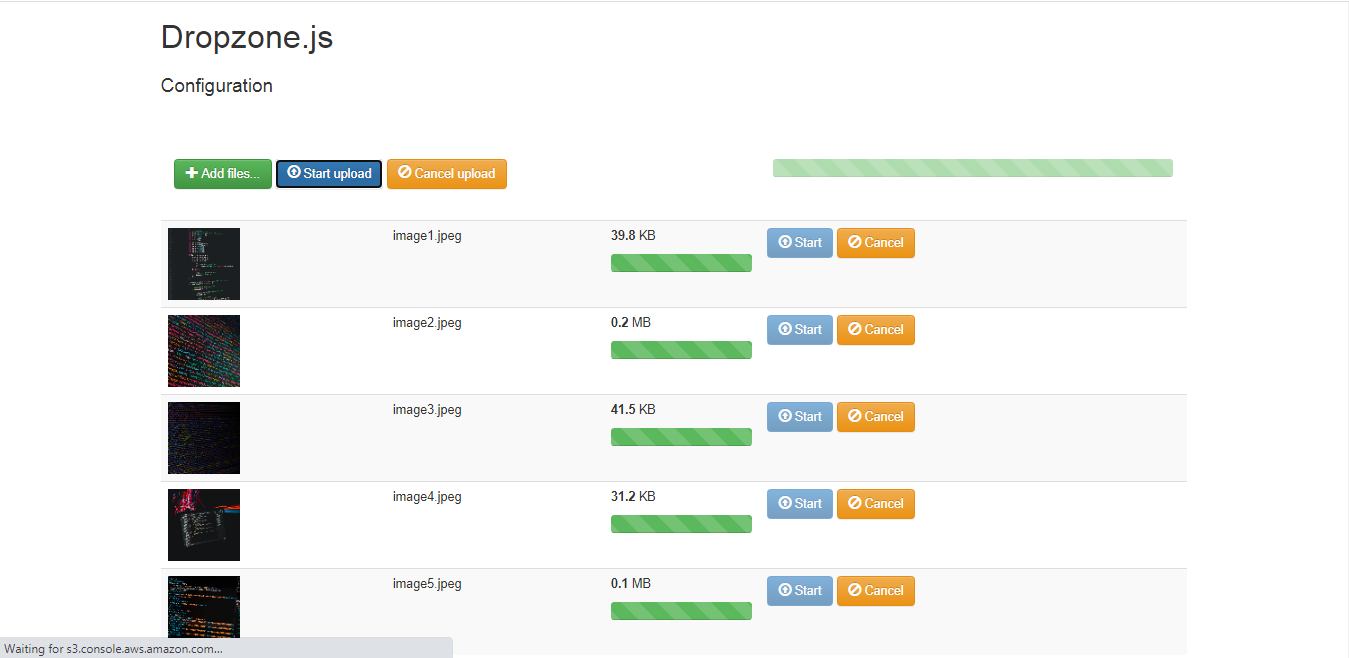 Dropzone.js
Configuration
Add files... Start upload Cancel upload
image1.jpeg 39.8 KB Start Cancel
image2.jpeg 0.2 MB Start Cancel
image3.jpeg 41.5 KB Start Cancel
image4.jpeg 31.2 KB Start Cancel
image5.jpeg 0.1 MB Start Cancel
Waiting for s3.console.aws.amazon.com...